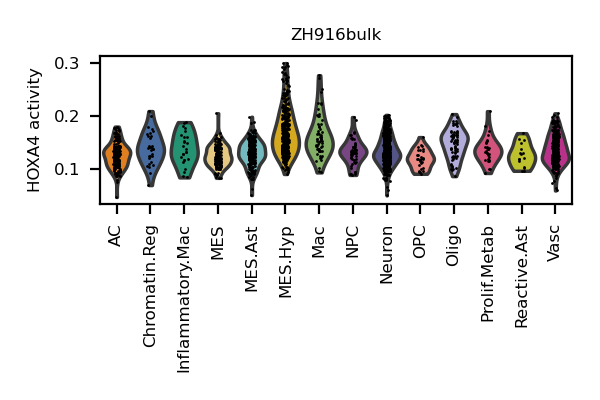 ZH916bulk
HOXA4 activity
0.3
0.2
0.1
AC
Chromatin.Reg
Inflammatory.Mac
MES
MES.Ast
MES.Hyp
Mac
NPC
Neuron
OPC
Oligo
Prolif.Metab
Reactive.Ast
Vasc